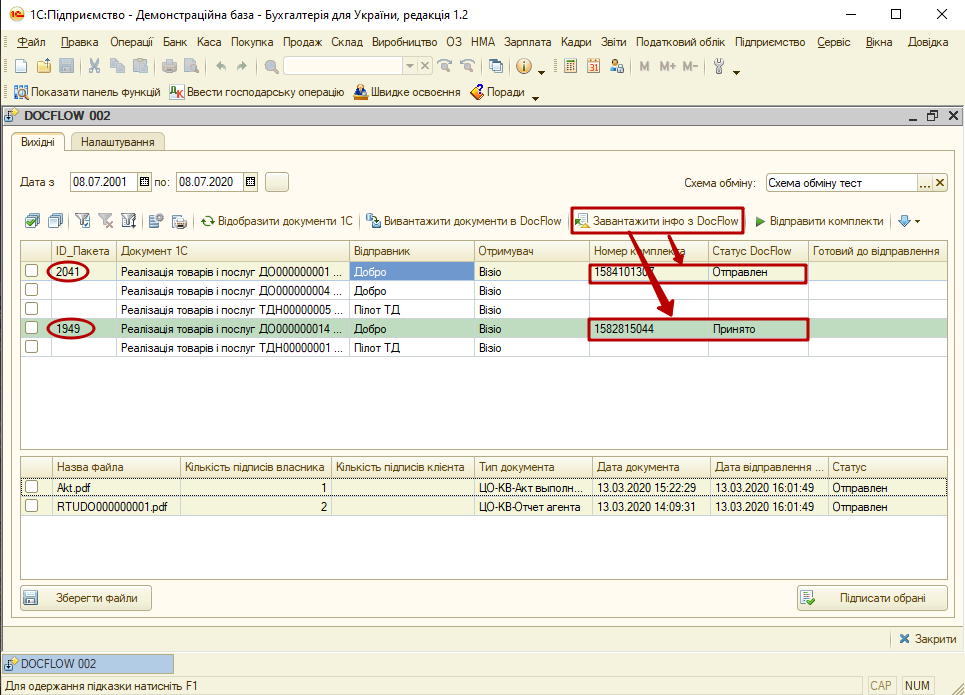 1С:Підприємство - Демонстраційна база - Бухгалтерія для України, редакція 1.2
Файл Правка Операції Банк Каса Покупка Продаж Склад Виробництво ОЗ НМА Зарплата Кадри Звіти Податковий облік Підприємство Сервіс Вікна Довідка
M M+ M-
Показати панель функцій Ввести господарську операцію Швидке освоєння Поради
DOCFLOW 002
Вихідні Налаштування
Дата з 08.07.2001 по: 08.07.2020 Схема обміну: Схема обміну тест
Відобразити документи 1С Вивантажити документи в DocFlow Завантажити інфо з DocFlow Відправити комплекти
ID_Пакета Документ 1С Відправник Отримувач Номер комплекта Статус DocFlow Готовий до відправлення
2041 Реалізація товарів і послуг ДО000000001 ... Добро Візіо 1584101307 Отправлен
Реалізація товарів і послуг ДО000000004 ... Добро Візіо
Реалізація товарів і послуг ТДН00000005 ... Пілот ТД Візіо
1949 Реалізація товарів і послуг ДО000000014 ... Добро Візіо 1582815044 Принято
Реалізація товарів і послуг ТДН00000001 ... Пілот ТД Візіо
Назва файла Кількість підписів власника Кількість підписів клієнта Тип документа Дата документа Дата відправлення ... Статус
Akt.pdf 1 ЦО-КВ-Акт выполн... 13.03.2020 15:22:29 13.03.2020 16:01:49 Отправлен
RTUDO000000001.pdf 2 ЦО-КВ-Отчет агента 13.03.2020 14:09:31 13.03.2020 16:01:49 Отправлен
Зберегти файли Підписати обрані
Закрити
DOCFLOW 002
Для одержання підказки натисніть F1 CAP NUM